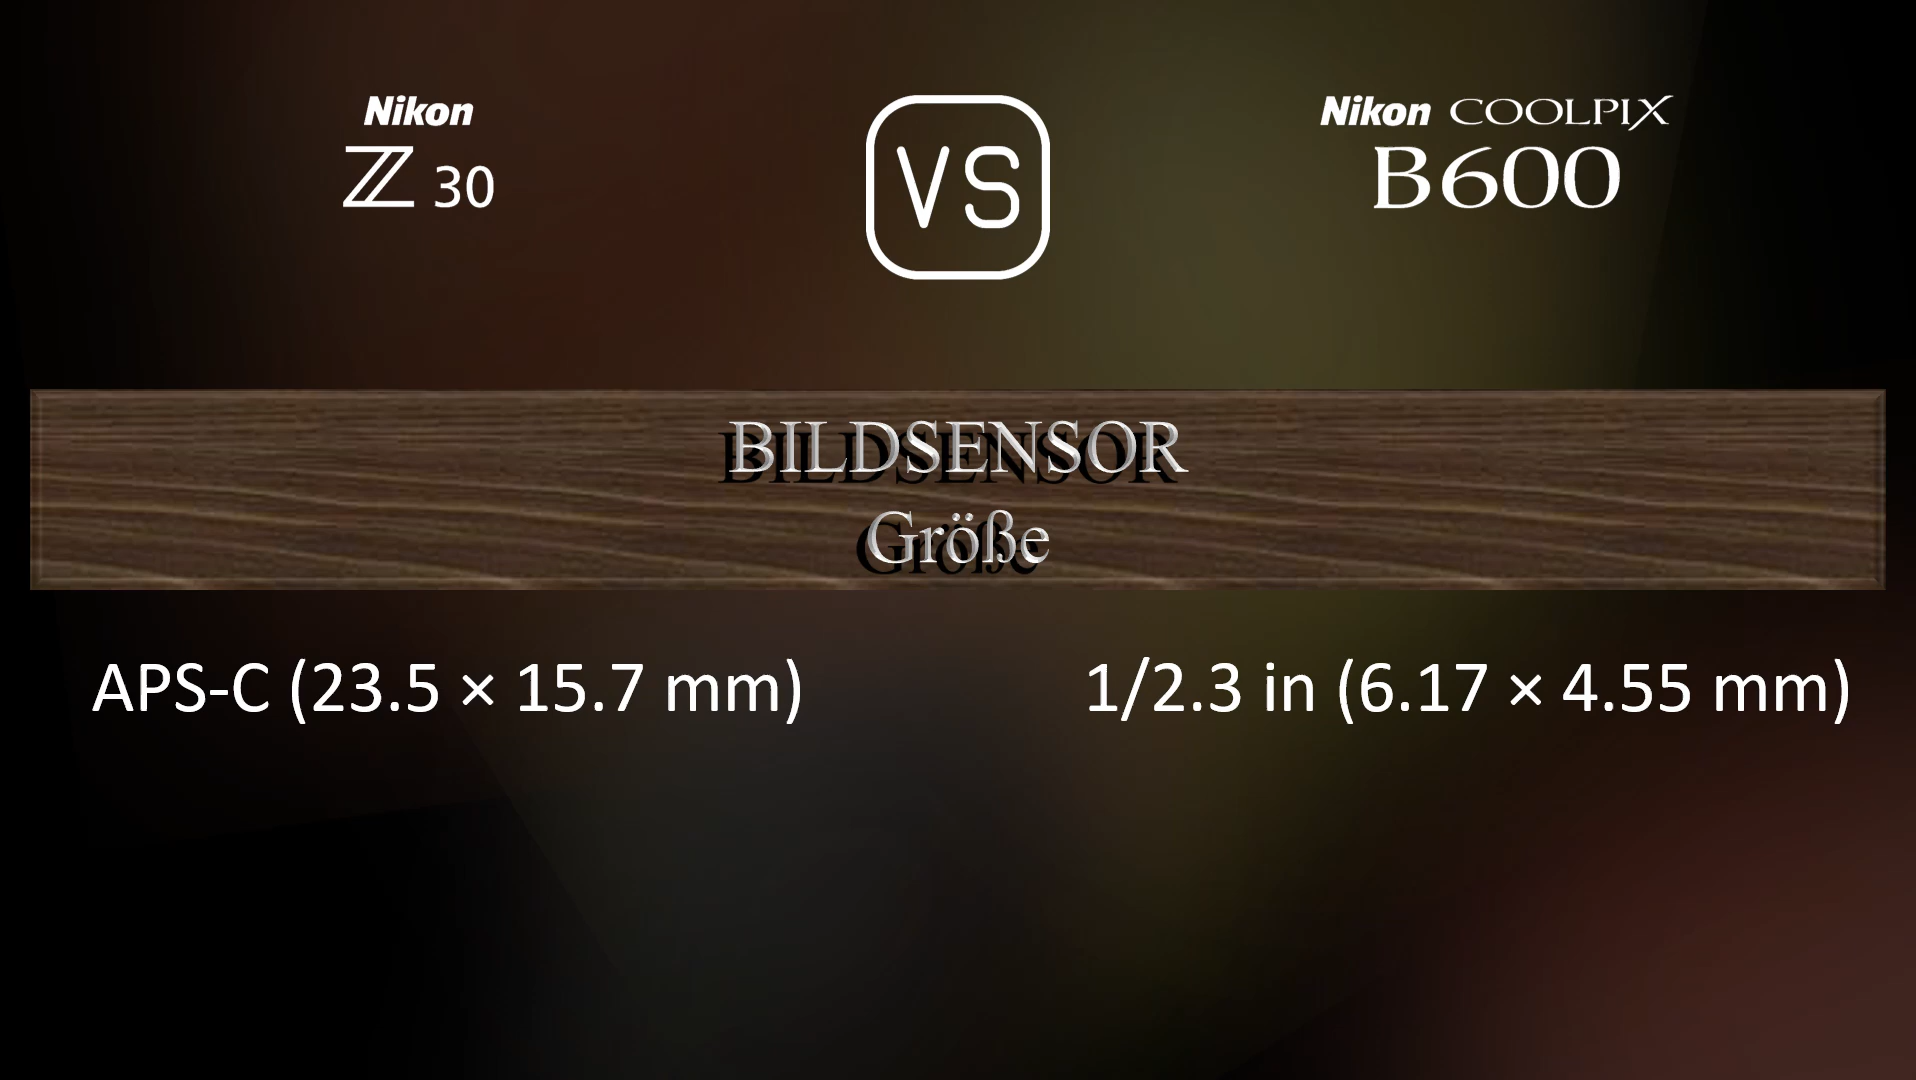 Nikon
Z 30
VS
Nikon COOLPIX
B600
BILDSENSOR
Größe
APS-C (23.5 × 15.7 mm)
1/2.3 in (6.17 × 4.55 mm)